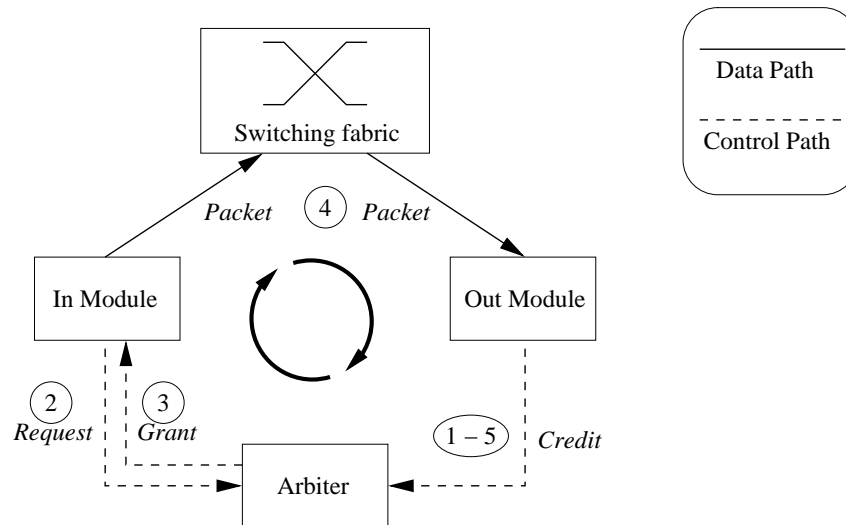 Switching fabric
Data Path
Control Path
Packet
4
Packet
In Module
Out Module
2
3
Request
Grant
1 – 5
Credit
Arbiter